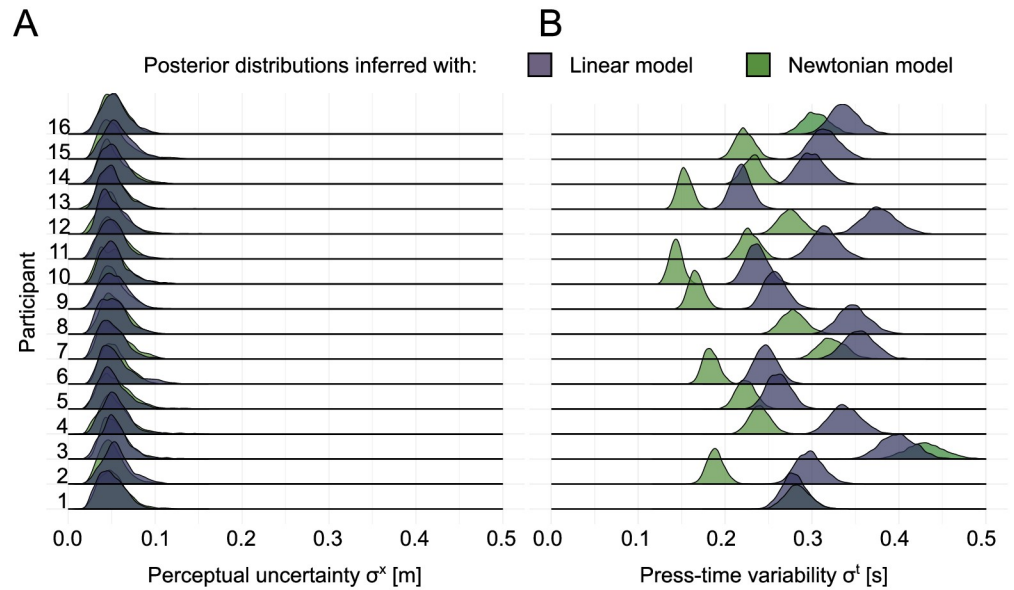 A
B
Posterior distributions inferred with: Linear model Newtonian model
Participant
16
15
14
13
12
11
10
9
8
7
6
5
4
3
2
1
0.0 0.1 0.2 0.3 0.4 0.5 0.0 0.1 0.2 0.3 0.4 0.5
Perceptual uncertainty σˣ [m]
Press-time variability σᵗ [s]